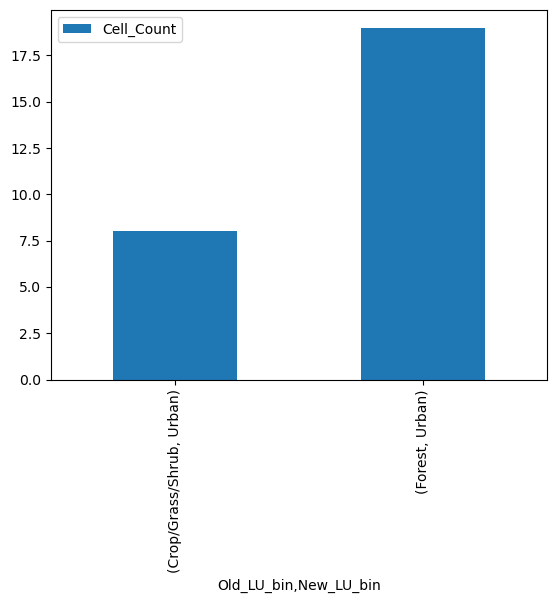 Cell_Count
17.5
15.0
12.5
10.0
7.5
5.0
2.5
0.0
(Crop/Grass/Shrub, Urban)
(Forest, Urban)
Old_LU_bin,New_LU_bin